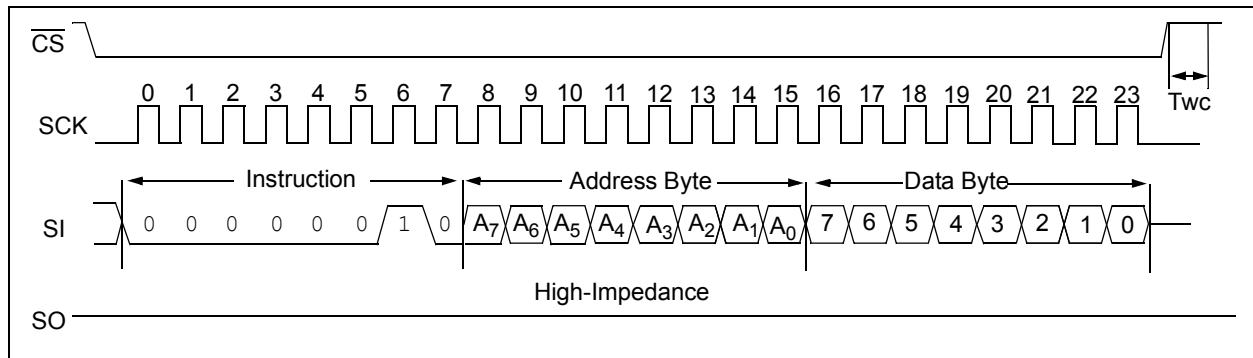 CS
0 1 2 3 4 5 6 7 8 9 10 11 12 13 14 15 16 17 18 19 20 21 22 23
Twc
SCK
Instruction Address Byte Data Byte
SI 0 0 0 0 0 0 1 0 A7 A6 A5 A4 A3 A2 A1 A0 7 6 5 4 3 2 1 0
High-Impedance
SO